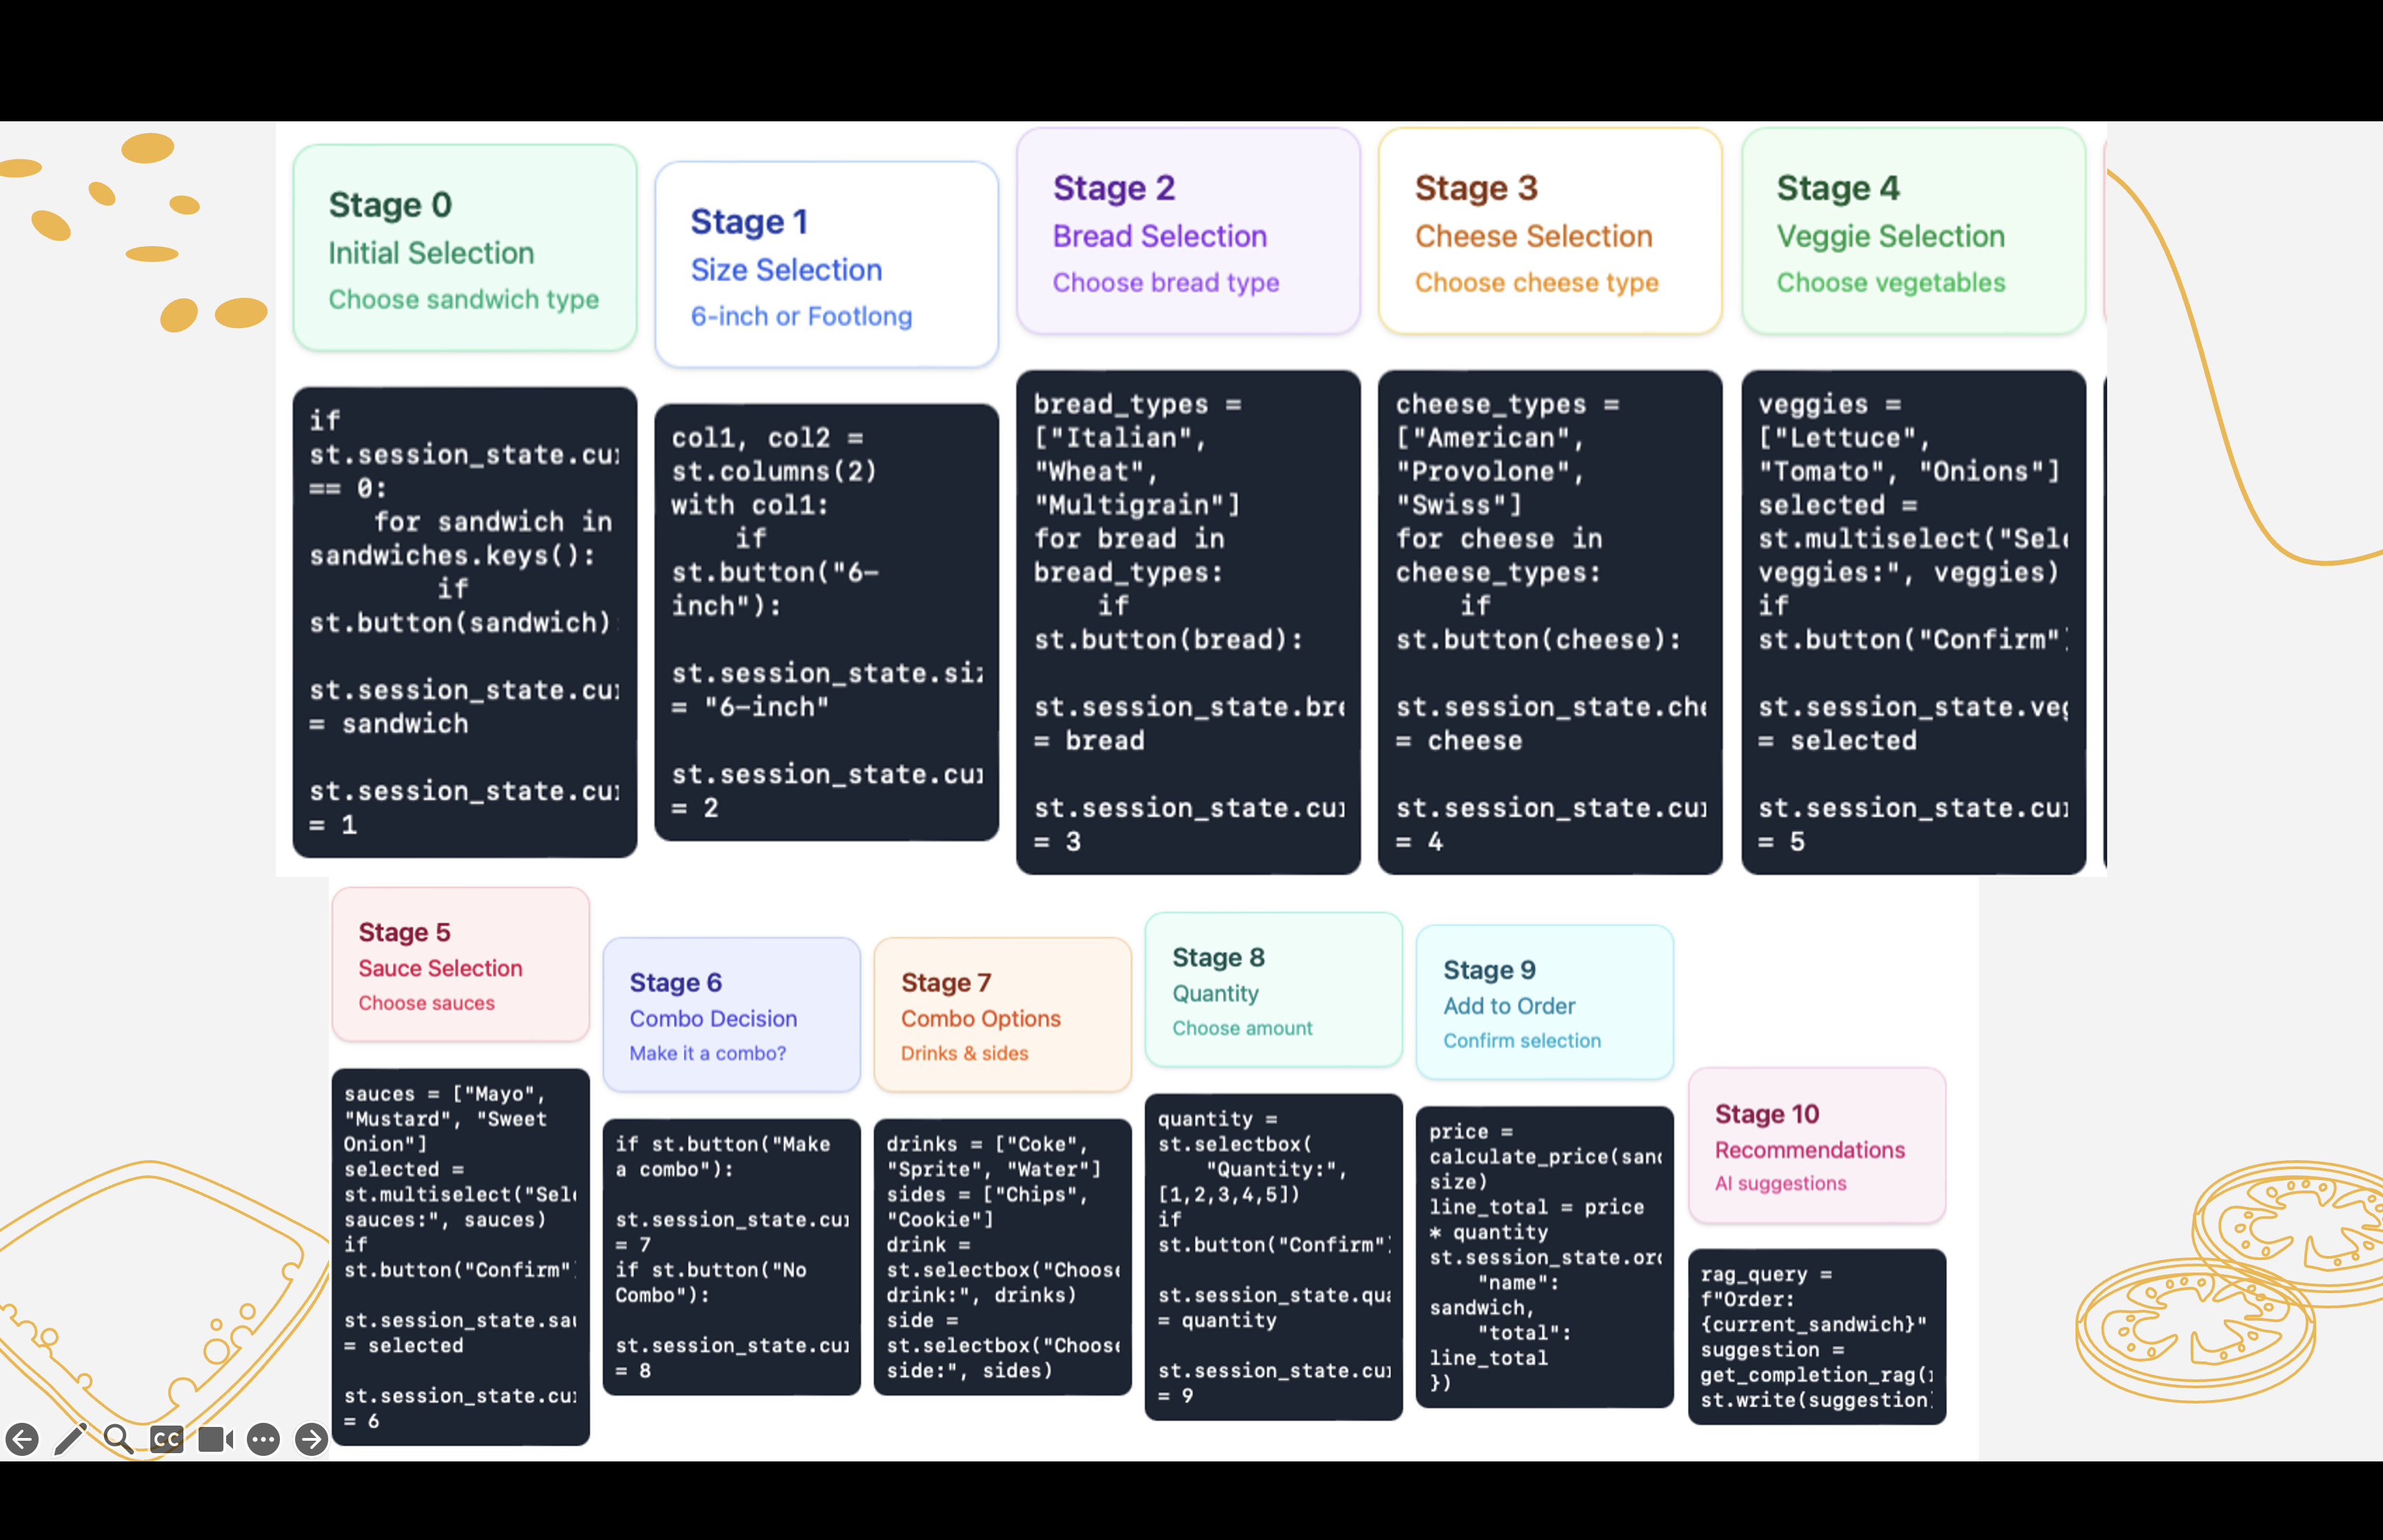 Stage 0
Initial Selection
Choose sandwich type
if
st.session_state.cu
== 0:
    for sandwich in
sandwiches.keys():
        if
st.button(sandwich)
st.session_state.cu
= sandwich
st.session_state.cu
= 1
Stage 1
Size Selection
6-inch or Footlong
col1, col2 =
st.columns(2)
with col1:
    if
st.button("6-
inch"):
st.session_state.si
= "6-inch"
st.session_state.cu
= 2
Stage 2
Bread Selection
Choose bread type
bread_types =
["Italian",
"Wheat",
"Multigrain"]
for bread in
bread_types:
    if
st.button(bread):
st.session_state.bre
= bread
st.session_state.cu
= 3
Stage 3
Cheese Selection
Choose cheese type
cheese_types =
["American",
"Provolone",
"Swiss"]
for cheese in
cheese_types:
    if
st.button(cheese):
st.session_state.che
= cheese
st.session_state.cu
= 4
Stage 4
Veggie Selection
Choose vegetables
veggies =
["Lettuce",
"Tomato", "Onions"]
selected =
st.multiselect("Sele
veggies:", veggies)
if
st.button("Confirm"
st.session_state.veg
= selected
st.session_state.cu
= 5
Stage 5
Sauce Selection
Choose sauces
sauces = ["Mayo",
"Mustard", "Sweet
Onion"]
selected =
st.multiselect("Sele
sauces:", sauces)
if
st.button("Confirm"
st.session_state.sau
= selected
st.session_state.cu
= 6
Stage 6
Combo Decision
Make it a combo?
if st.button("Make
a combo"):
st.session_state.cu
= 7
if st.button("No
Combo"):
st.session_state.cu
= 8
Stage 7
Combo Options
Drinks & sides
drinks = ["Coke",
"Sprite", "Water"]
sides = ["Chips",
"Cookie"]
drink =
st.selectbox("Choose
drink:", drinks)
side =
st.selectbox("Choose
side:", sides)
Stage 8
Quantity
Choose amount
quantity =
st.selectbox(
    "Quantity:",
[1,2,3,4,5])
if
st.button("Confirm"
st.session_state.qua
= quantity
st.session_state.cu
= 9
Stage 9
Add to Order
Confirm selection
price =
calculate_price(sand
size)
line_total = price
* quantity
st.session_state.ord
    "name":
sandwich,
    "total":
line_total
})
Stage 10
Recommendations
AI suggestions
rag_query =
f"Order:
{current_sandwich}"
suggestion =
get_completion_rag(
st.write(suggestion
CC